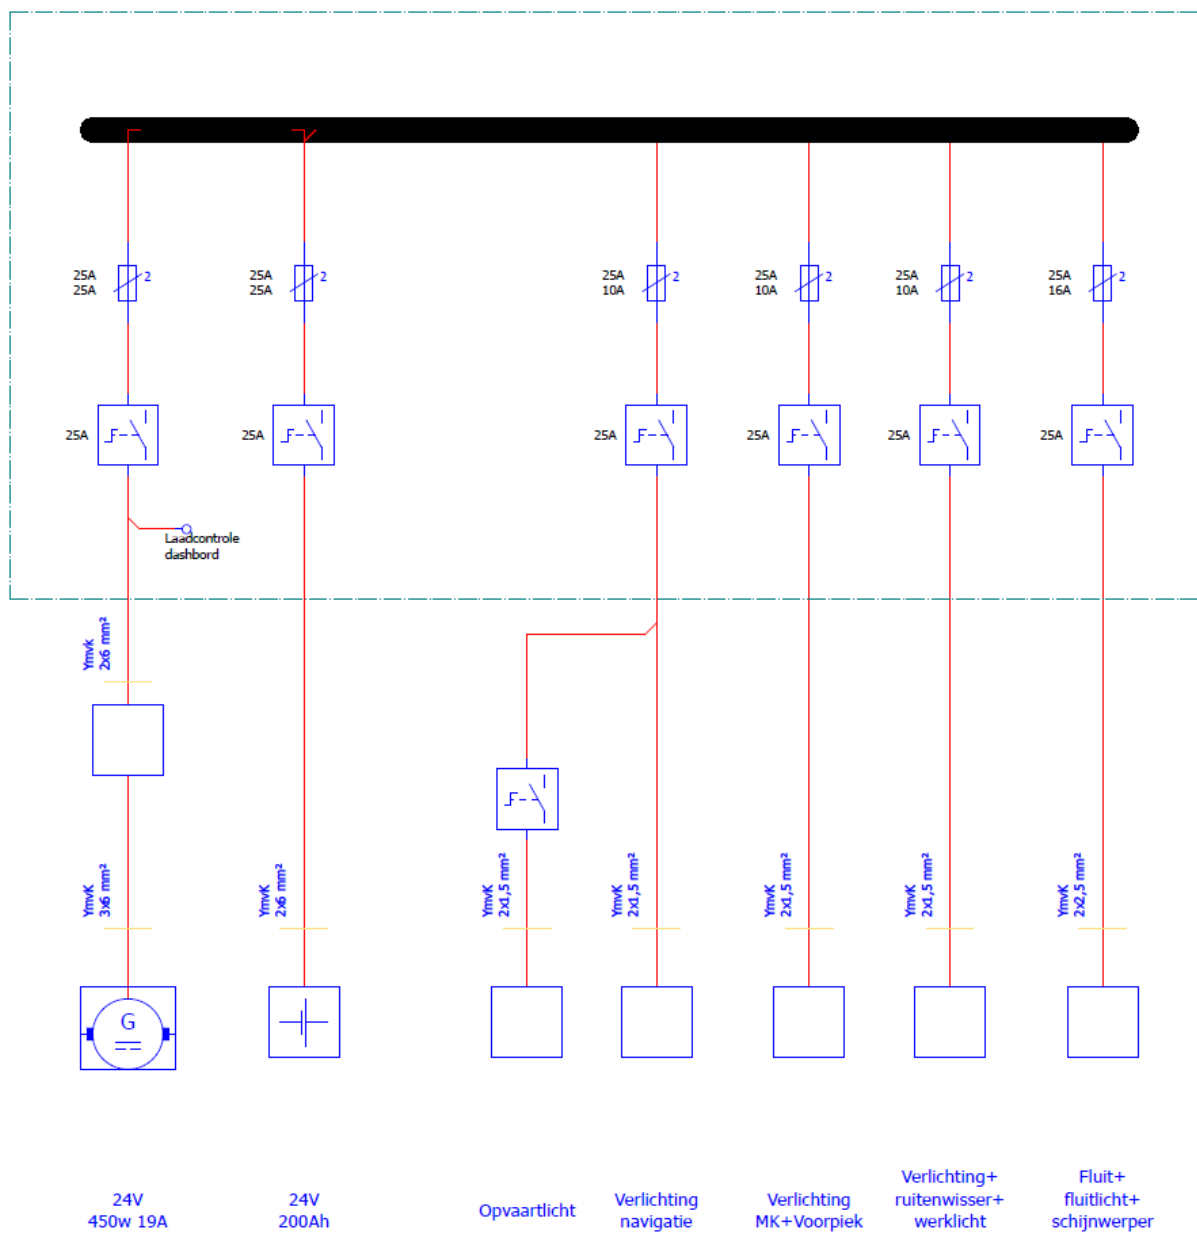 25A
25A
2
25A
25A
2
25A
10A
2
25A
10A
2
25A
10A
2
25A
16A
2
25A
25A
25A
25A
25A
25A
Laadcontrole
dashbord
Ymvk
2x6 mm²
YmvK
3x6 mm²
YmvK
2x6 mm²
YmvK
2x1,5 mm²
YmvK
2x1,5 mm²
YmvK
2x1,5 mm²
YmvK
2x1,5 mm²
YmvK
2x2,5 mm²
G
24V
450w 19A
24V
200Ah
Opvaartlicht
Verlichting
navigatie
Verlichting
MK+Voorpiek
Verlichting+
ruitenwisser+
werklicht
Fluit+
fluitlicht+
schijnwerper